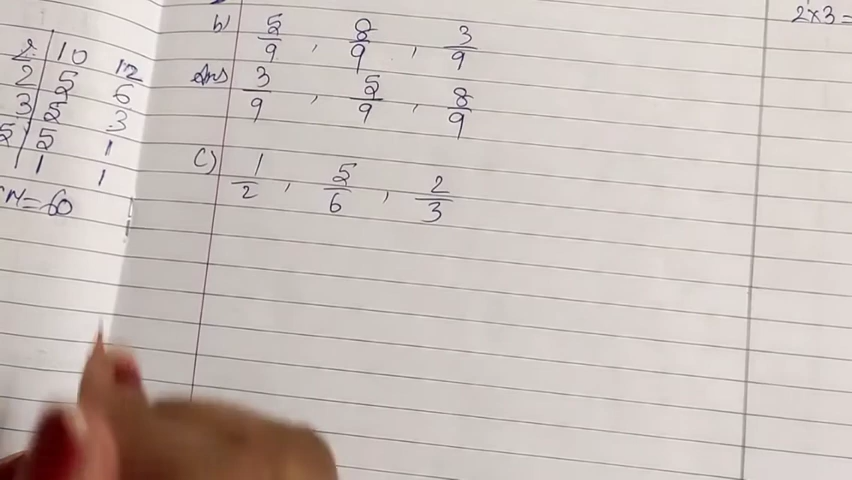 b) 5/9 , 8/9 , 3/9
Ans 3/9 , 5/9 , 8/9
c) 1/2 , 5/6 , 2/3
2 | 10 12
2 | 5 6
3 | 5 3
5 | 5 1
| 1 1
= 60
2x3 =